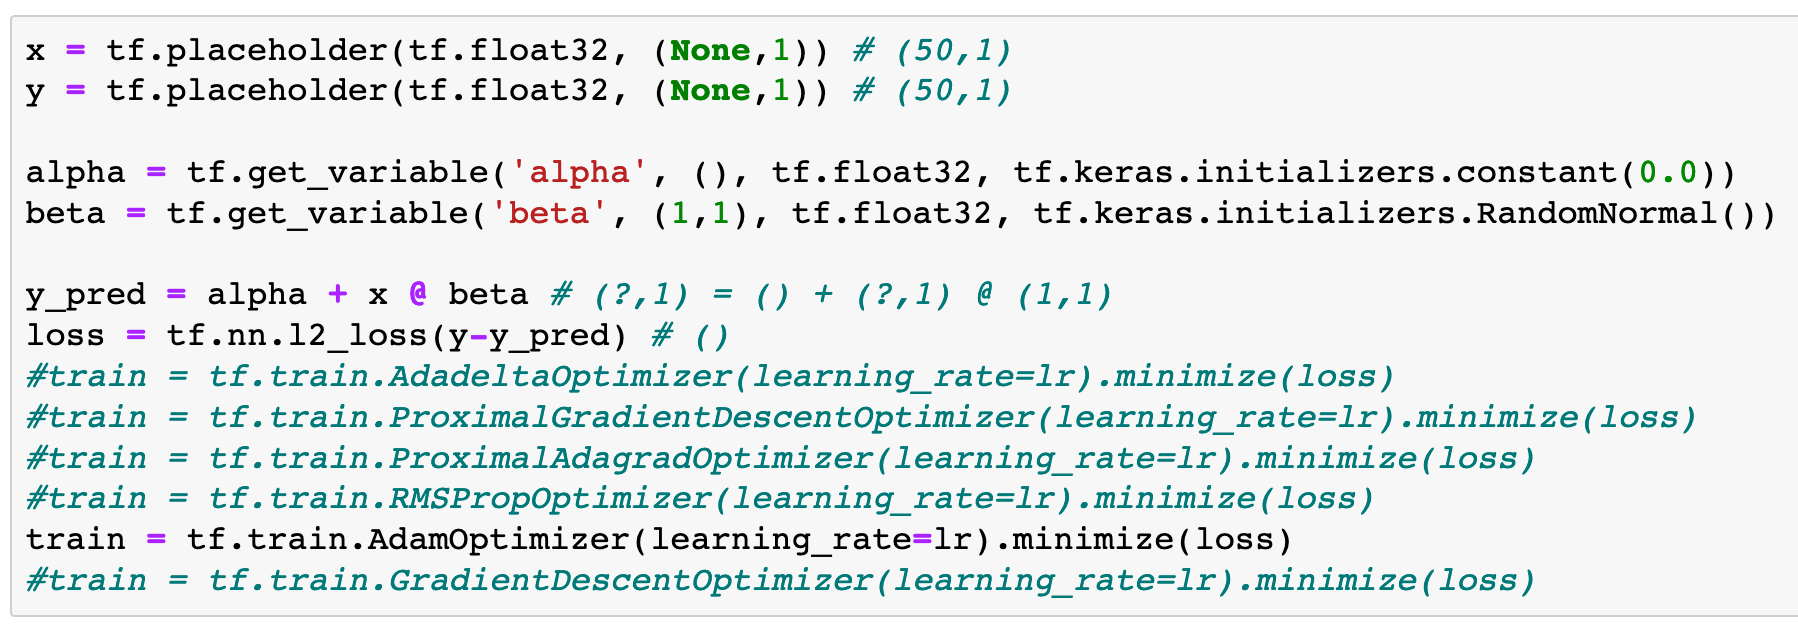 x = tf.placeholder(tf.float32, (None,1)) # (50,1)
y = tf.placeholder(tf.float32, (None,1)) # (50,1)
alpha = tf.get_variable('alpha', (), tf.float32, tf.keras.initializers.constant(0.0))
beta = tf.get_variable('beta', (1,1), tf.float32, tf.keras.initializers.RandomNormal())
y_pred = alpha + x @ beta # (?,1) = () + (?,1) @ (1,1)
loss = tf.nn.l2_loss(y-y_pred) # ()
#train = tf.train.AdadeltaOptimizer(learning_rate=lr).minimize(loss)
#train = tf.train.ProximalGradientDescentOptimizer(learning_rate=lr).minimize(loss)
#train = tf.train.ProximalAdagradOptimizer(learning_rate=lr).minimize(loss)
#train = tf.train.RMSPropOptimizer(learning_rate=lr).minimize(loss)
train = tf.train.AdamOptimizer(learning_rate=lr).minimize(loss)
#train = tf.train.GradientDescentOptimizer(learning_rate=lr).minimize(loss)